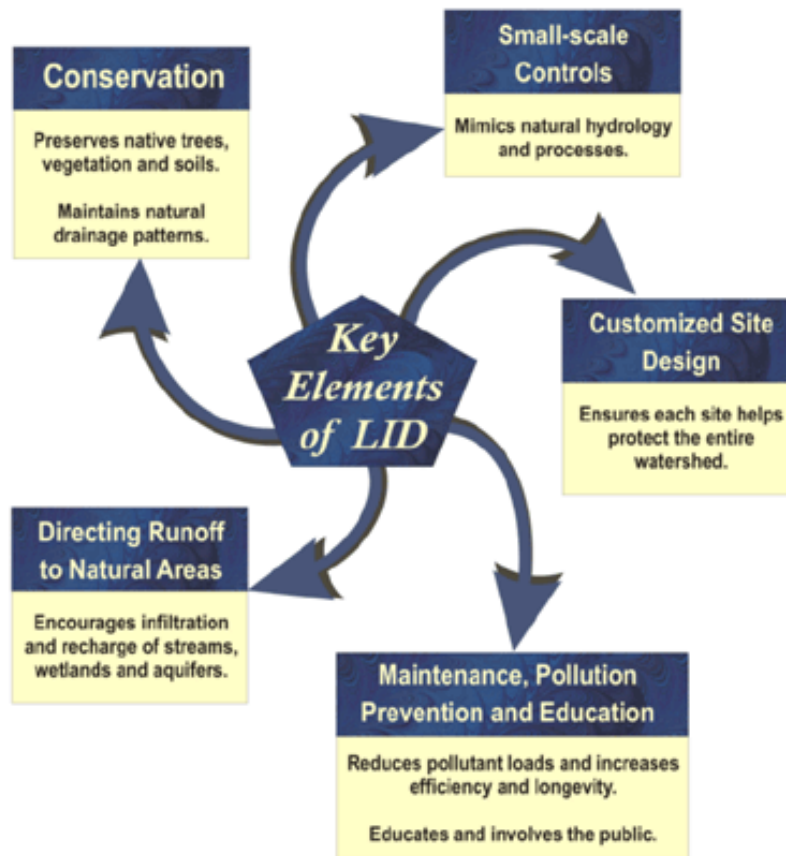 Conservation
Preserves native trees,
vegetation and soils.
Maintains natural
drainage patterns.
Small-scale
Controls
Mimics natural hydrology
and processes.
Key
Elements
of LID
Customized Site
Design
Ensures each site helps
protect the entire
watershed.
Directing Runoff
to Natural Areas
Encourages infiltration
and recharge of streams,
wetlands and aquifers.
Maintenance, Pollution
Prevention and Education
Reduces pollutant loads and increases
efficiency and longevity.
Educates and involves the public.